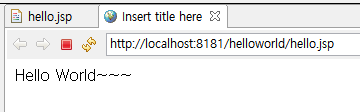 hello.jsp Insert title here
http://localhost:8181/helloworld/hello.jsp
Hello World~~~